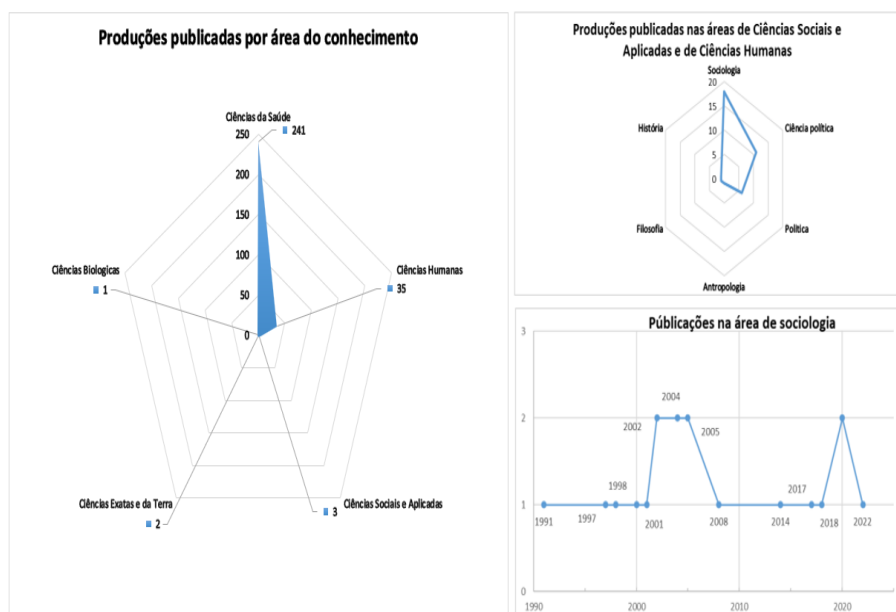 Produções publicadas por área do conhecimento
Ciências da Saúde
241
250
200
150
100
50
0
Ciências Humanas
35
Ciências Sociais e Aplicadas
3
Ciências Exatas e da Terra
2
Ciências Biologicas
1
Produções publicadas nas áreas de Ciências Sociais e
Aplicadas e de Ciências Humanas
Sociologia
20
15
10
5
0
Ciência política
Política
Antropologia
Filosofia
História
Públicações na área de sociologia
3
2
1
0
1991
1997
1998
2001
2002
2004
2005
2008
2014
2017
2018
2022
1990
2000
2010
2020